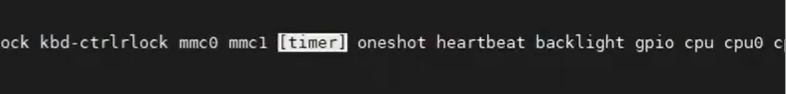 ock kbd-ctrlrlock mmc0 mmc1 [timer] oneshot heartbeat backlight gpio cpu cpu0 c